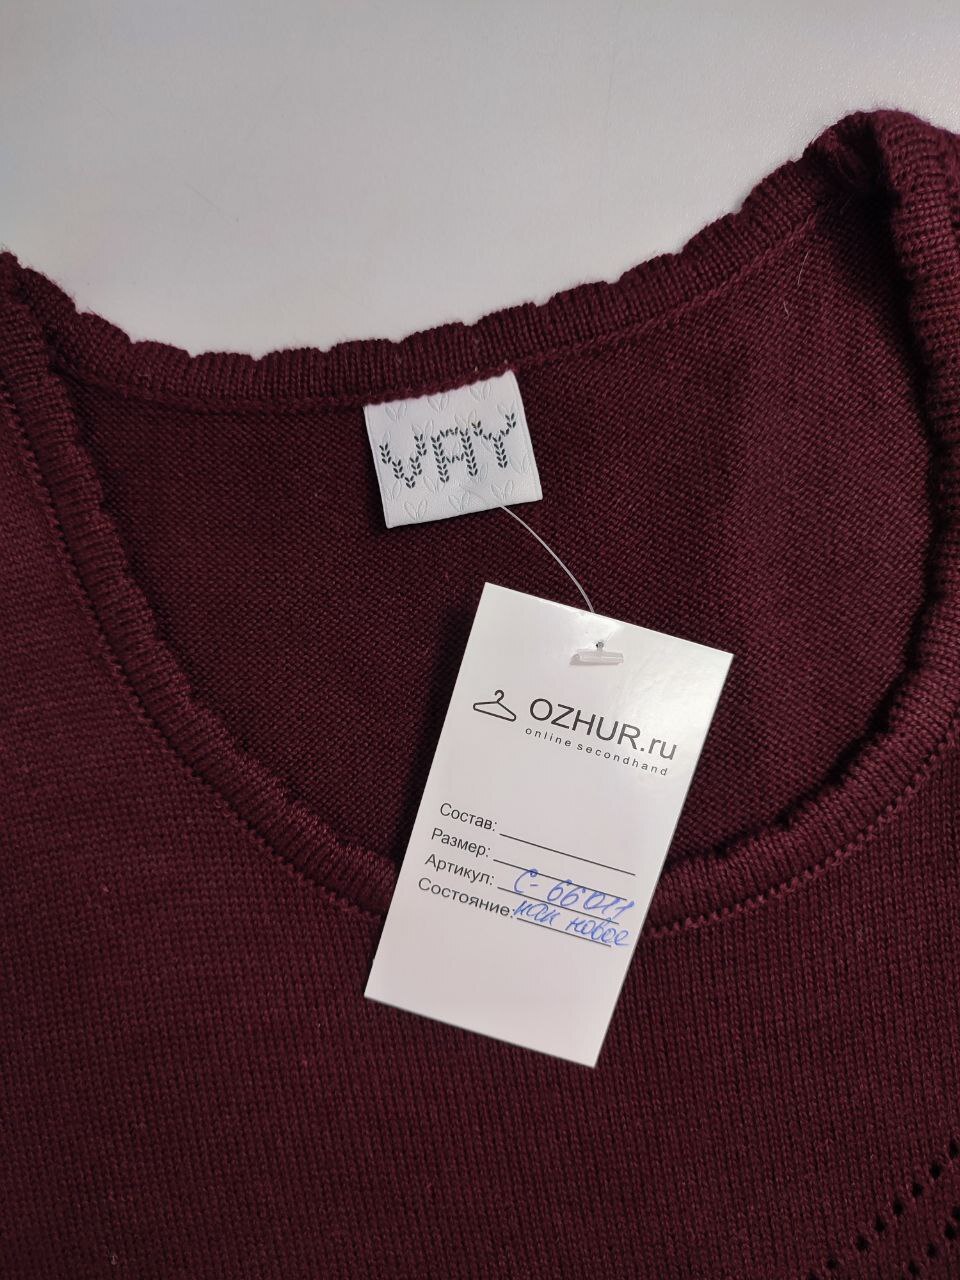 VAY
OZHUR.ru
online secondhand
Состав:
Размер:
Артикул: С-66011
Состояние: как новое